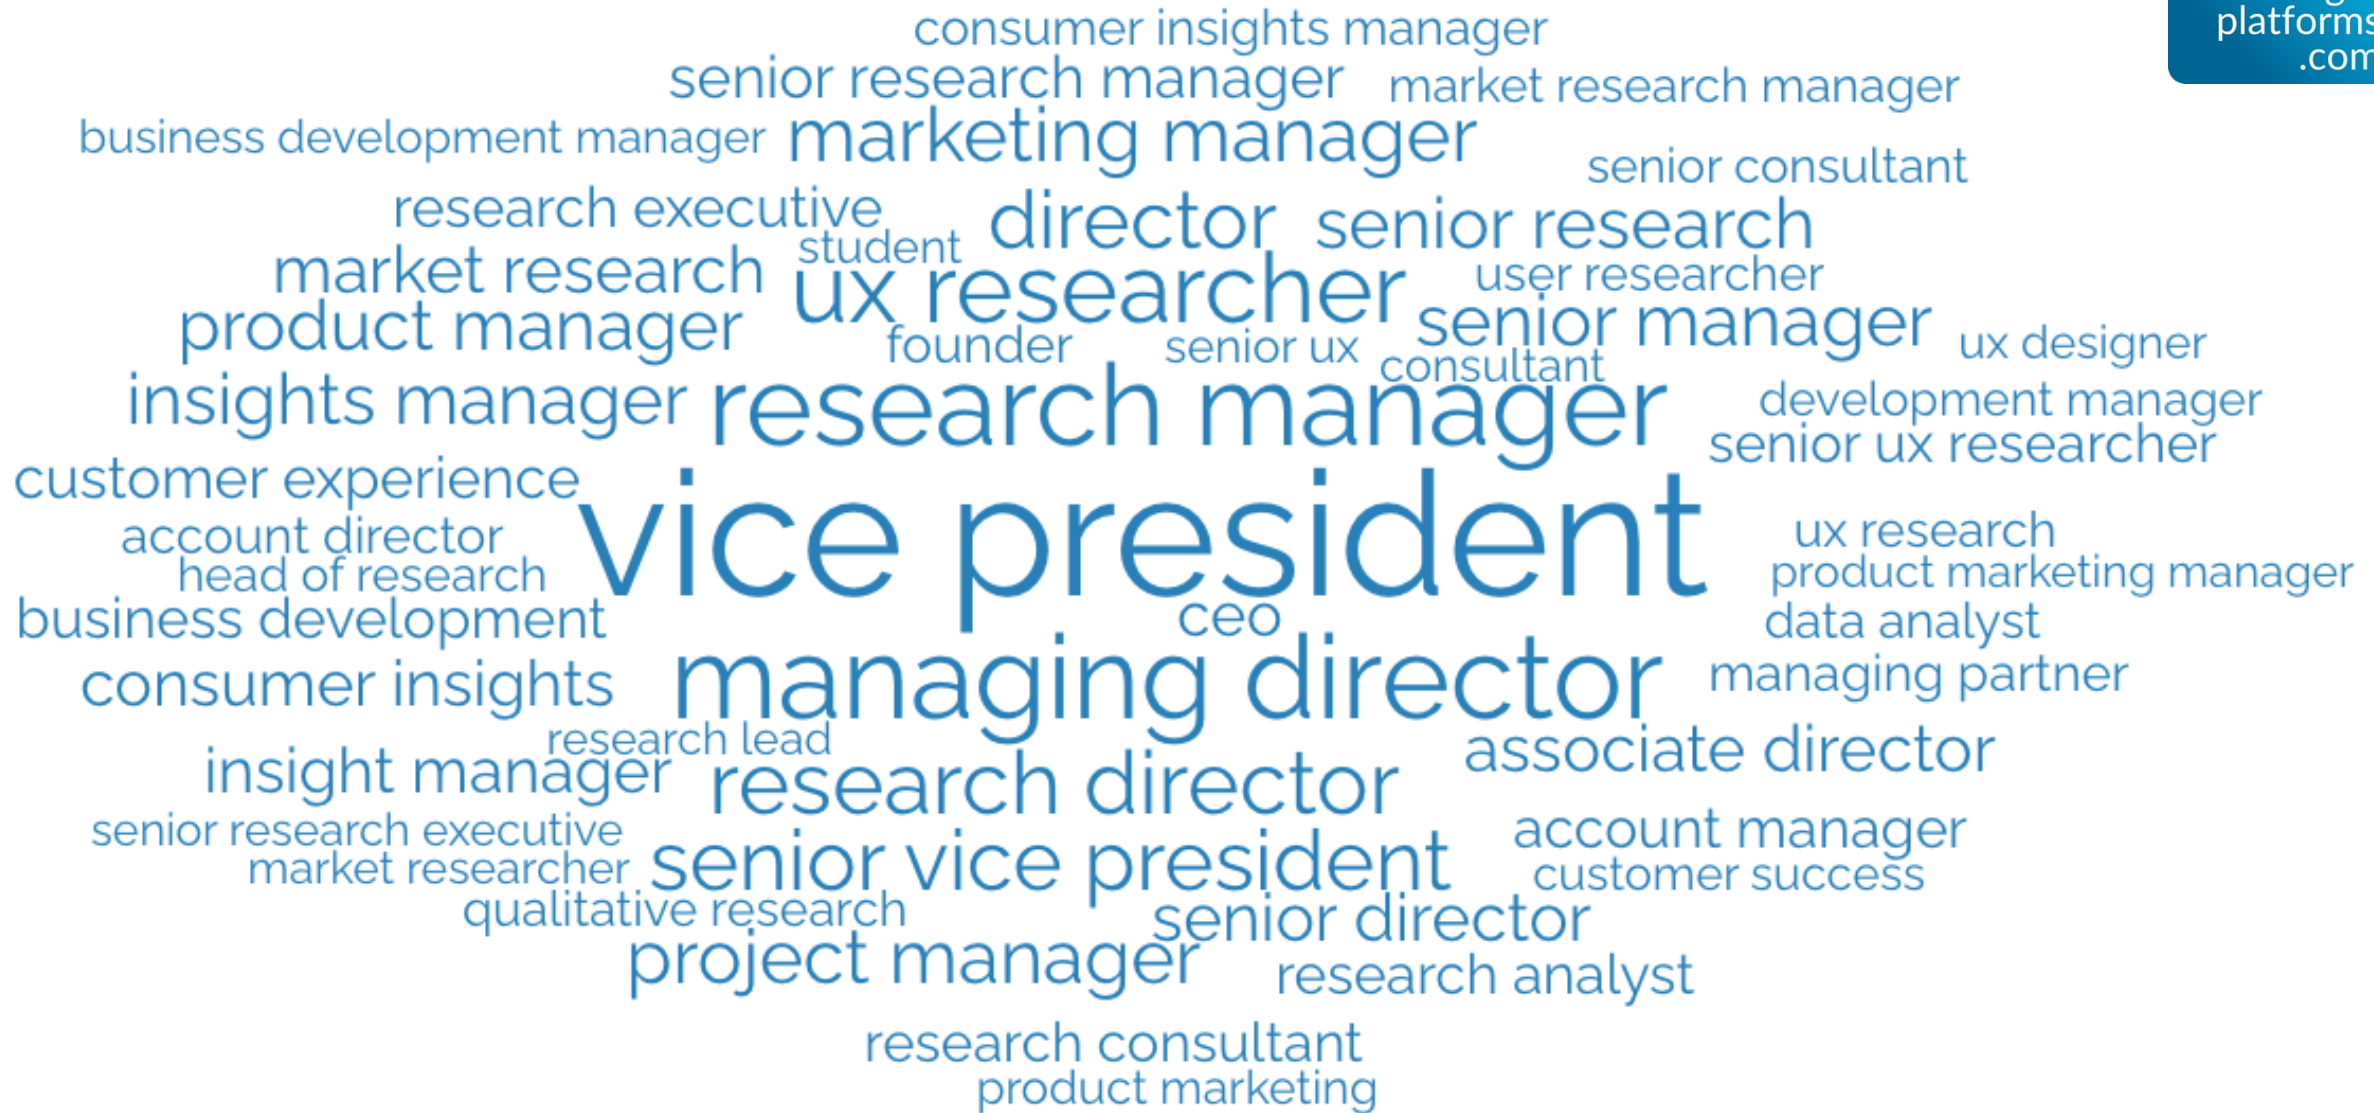 platforms
.com
consumer insights manager
senior research manager
market research manager
business development manager
marketing manager
senior consultant
research executive
director
senior research
student
market research
ux researcher
user researcher
product manager
senior manager
founder
senior ux
consultant
ux designer
insights manager
research manager
development manager
senior ux researcher
customer experience
vice president
account director
ux research
head of research
product marketing manager
business development
ceo
data analyst
consumer insights
managing director
managing partner
research lead
insight manager
research director
associate director
senior research executive
account manager
market researcher
senior vice president
customer success
qualitative research
senior director
project manager
research analyst
research consultant
product marketing